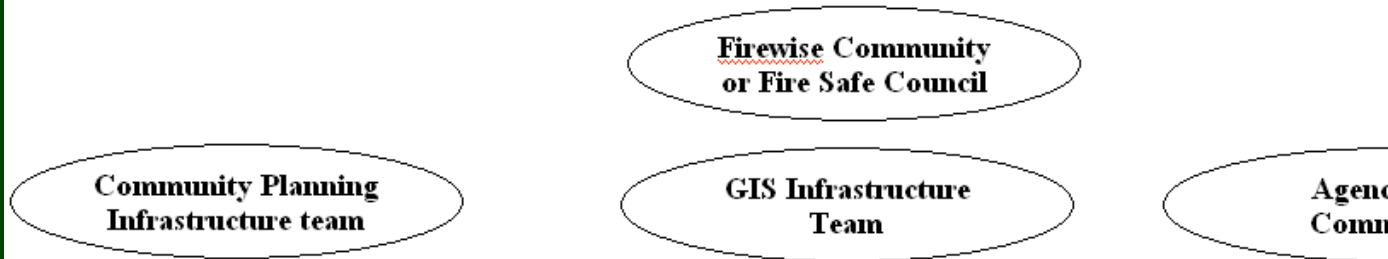 Firewise Community
or Fire Safe Council
Community Planning
Infrastructure team
GIS Infrastructure
Team